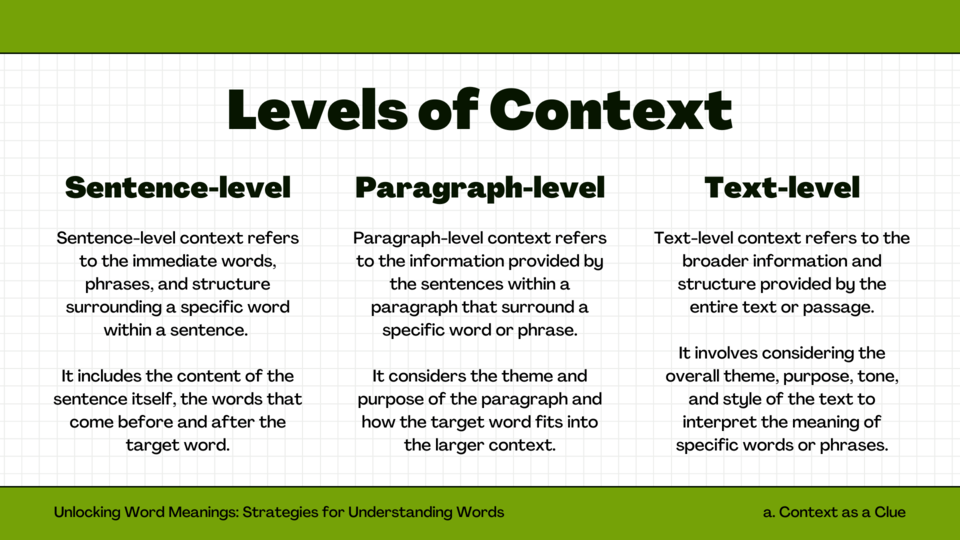 Levels of Context
Sentence-level
Sentence-level context refers
to the immediate words,
phrases, and structure
surrounding a specific word
within a sentence.
It includes the content of the
sentence itself, the words that
come before and after the
target word.
Paragraph-level
Paragraph-level context refers
to the information provided by
the sentences within a
paragraph that surround a
specific word or phrase.
It considers the theme and
purpose of the paragraph and
how the target word fits into
the larger context.
Text-level
Text-level context refers to the
broader information and
structure provided by the
entire text or passage.
It involves considering the
overall theme, purpose, tone,
and style of the text to
interpret the meaning of
specific words or phrases.
Unlocking Word Meanings: Strategies for Understanding Words
a. Context as a Clue